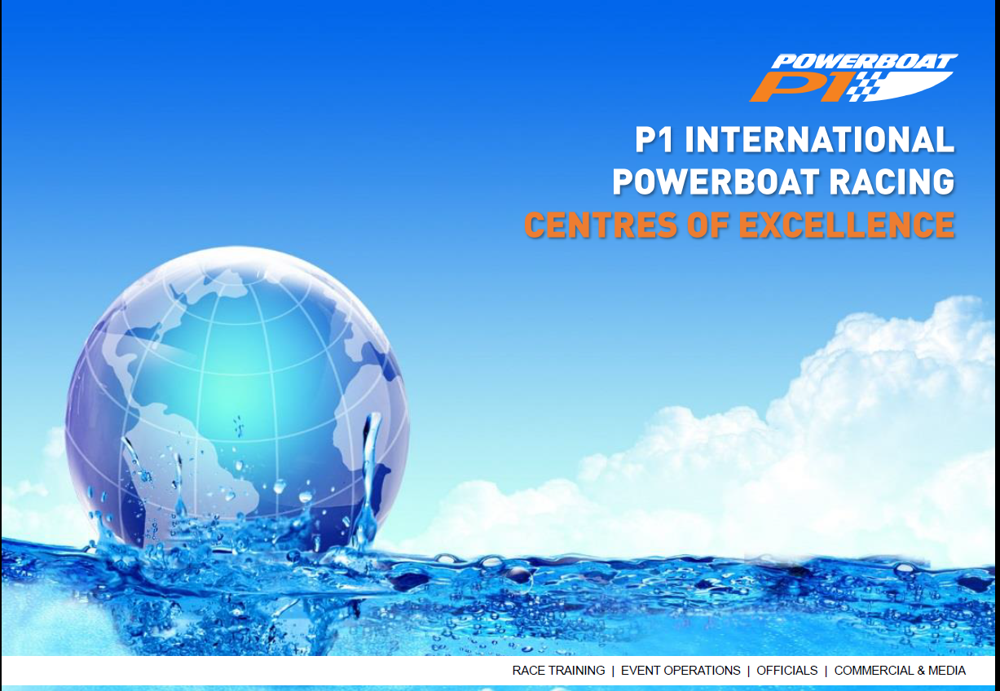 POWERBOAT
P1
P1 INTERNATIONAL
POWERBOAT RACING
CENTRES OF EXCELLENCE
RACE TRAINING | EVENT OPERATIONS | OFFICIALS | COMMERCIAL & MEDIA